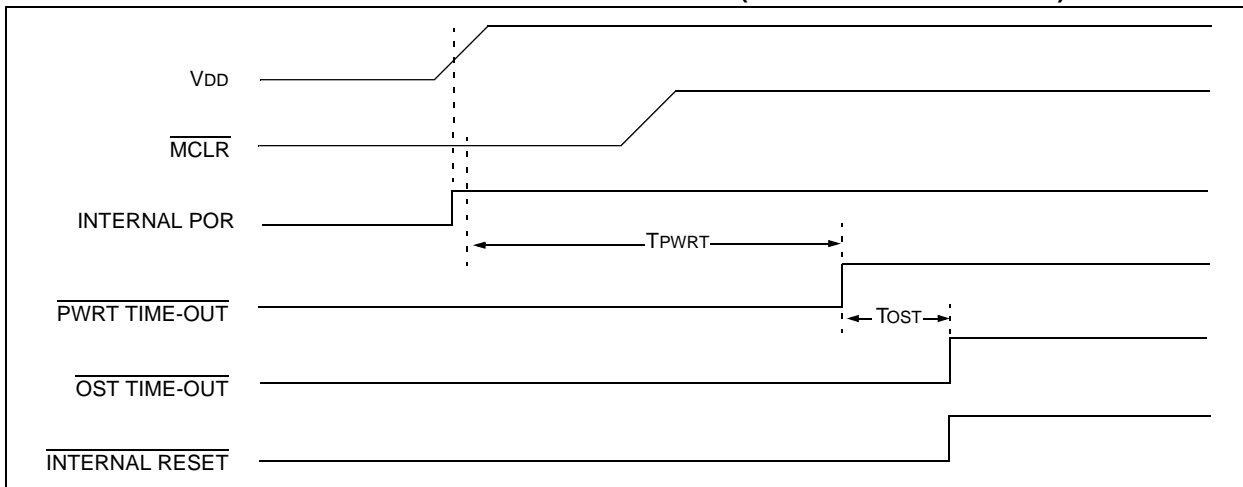 VDD
MCLR
INTERNAL POR
TPWRT
PWRT TIME-OUT
TOST
OST TIME-OUT
INTERNAL RESET